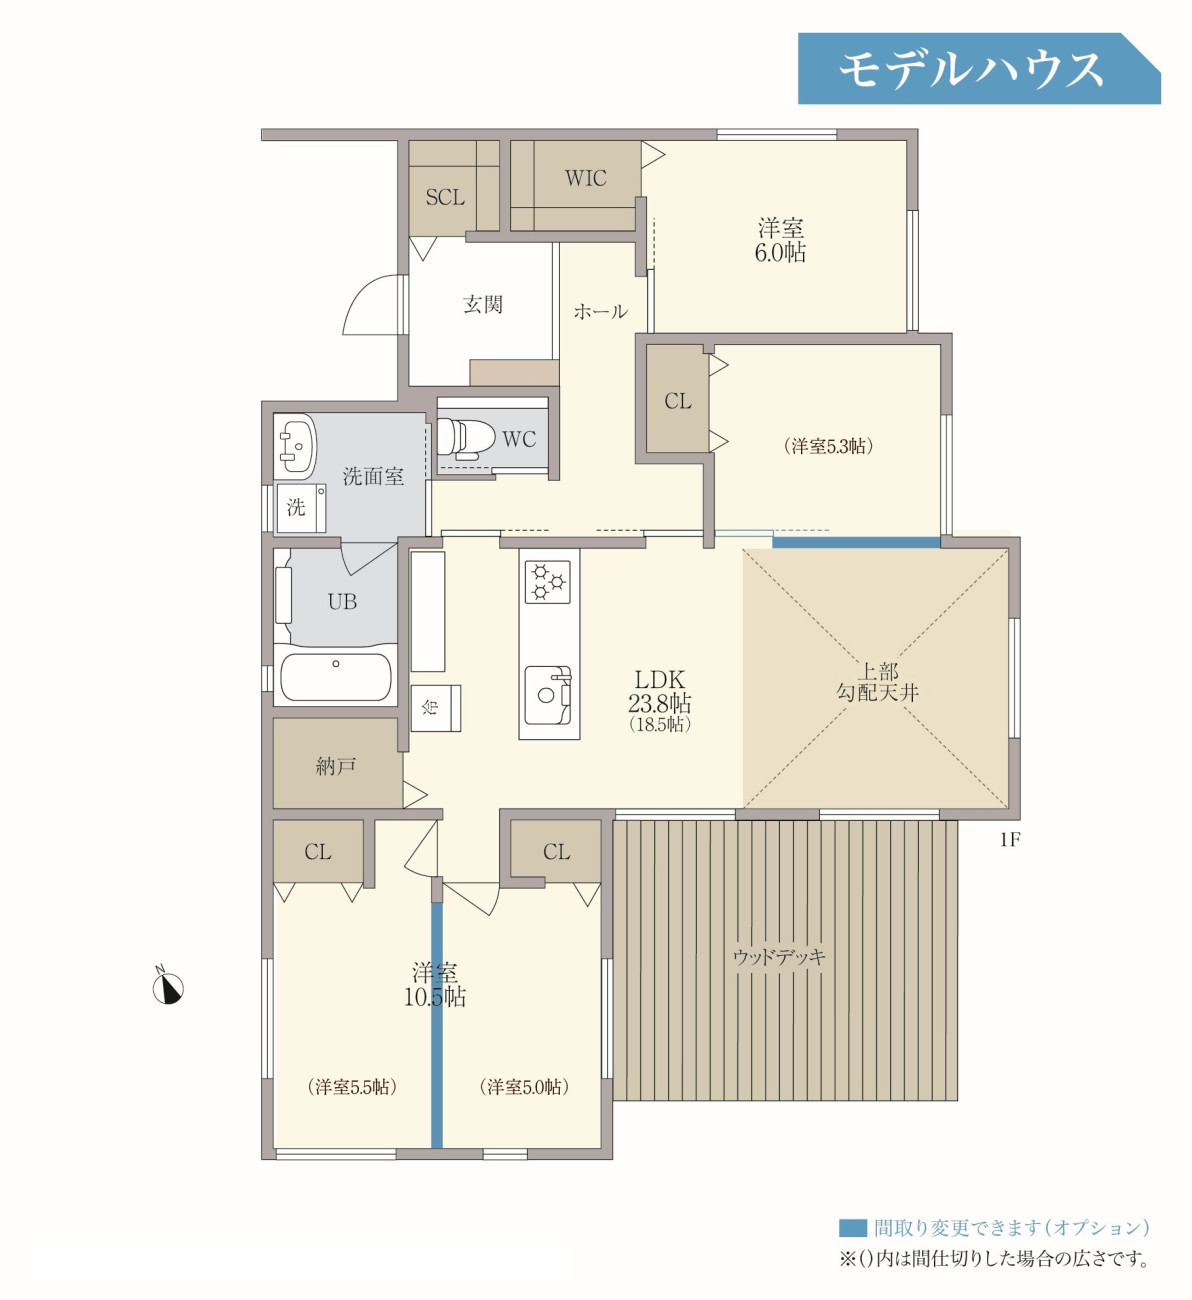 モデルハウス
SCL
WIC
洋室
6.0帖
玄関
ホール
CL
(洋室5.3帖)
WC
洗面室
洗
UB
LDK
23.8帖
(18.5帖)
上部
勾配天井
冷
納戸
1F
CL
CL
ウッドデッキ
N
洋室
10.5帖
(洋室5.5帖)
(洋室5.0帖)
間取り変更できます(オプション)
※()内は間仕切りした場合の広さです。